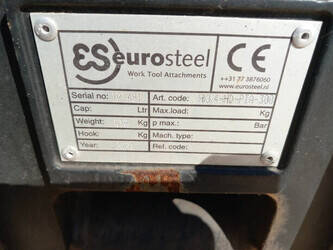 ES eurosteel
Work Tool Attachments
CE
++31 77 3876060
www.eurosteel.nl
Serial no: Art. code:
Cap: Ltr Max.load: Kg
Weight: Kg p max.: Bar
Hook: Kg Mach. type:
Year: Ref. code: